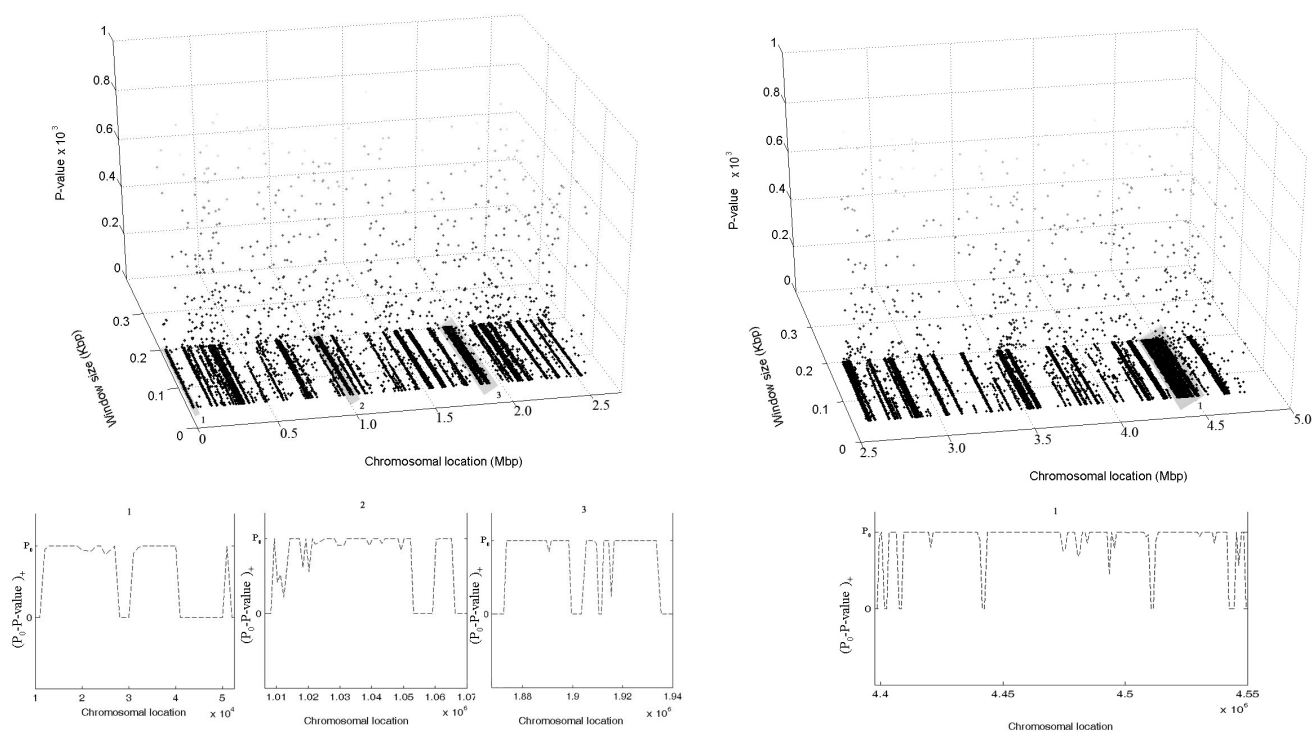 P-value x 10^3
1
0.8
0.6
0.4
0.2
0
0.3
0.2
0.1
0
Window size (Kbp)
0
0.5
1.0
1.5
2.0
2.5
1
2
3
Chromosomal location (Mbp)
P-value x 10^3
1
0.8
0.6
0.4
0.2
0
0.3
0.2
0.1
0
Window size (Kbp)
2.5
3.0
3.5
4.0
4.5
5.0
1
Chromosomal location (Mbp)
1
(P0-P-value )+
P0
0
1 2 3 4 5
x 10^4
Chromosomal location
2
(P0-P-value )+
P0
0
1.01 1.02 1.03 1.04 1.05 1.06 1.07
x 10^6
Chromosomal location
3
(P0-P-value )+
P0
0
1.88 1.9 1.92 1.94
x 10^6
Chromosomal location
1
(P0-P-value )+
P0
0
4.4 4.45 4.5 4.55
x 10^6
Chromosomal location